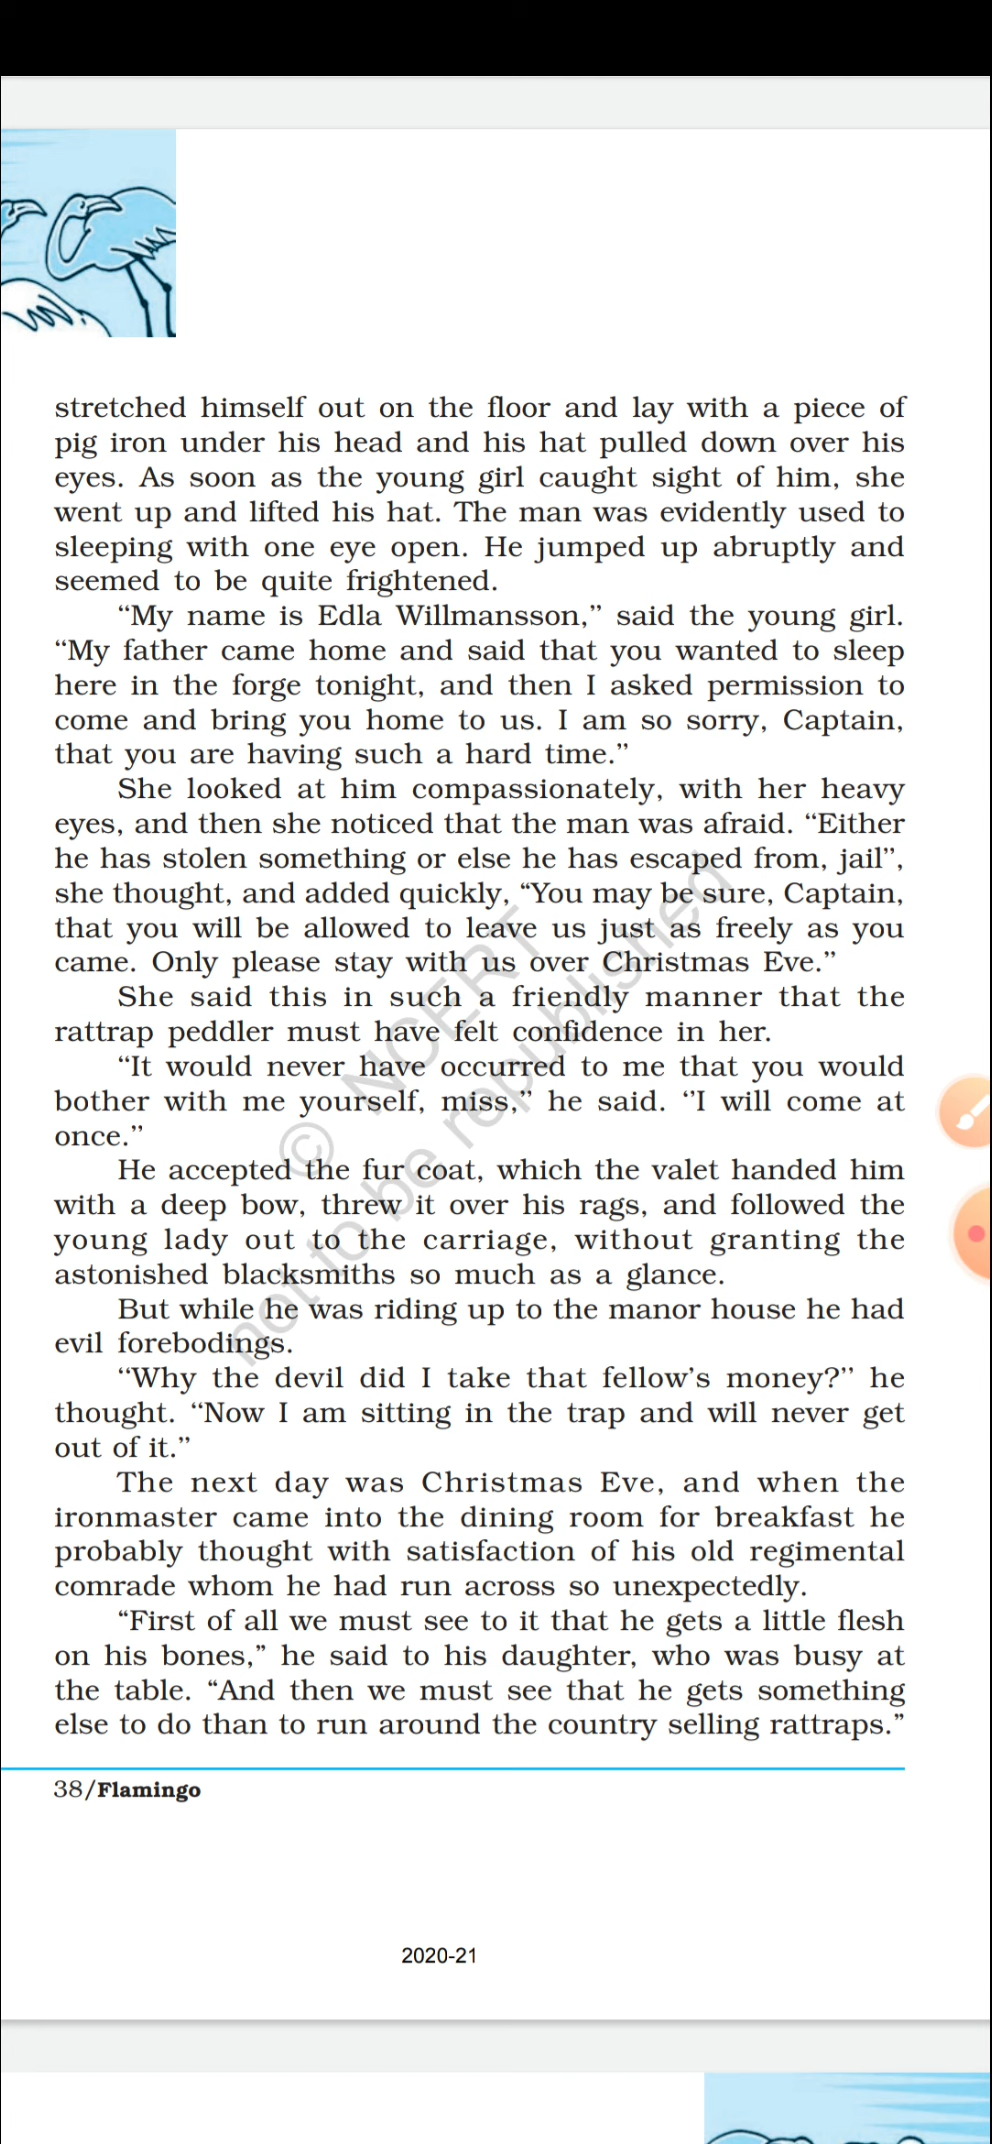 stretched himself out on the floor and lay with a piece of
pig iron under his head and his hat pulled down over his
eyes. As soon as the young girl caught sight of him, she
went up and lifted his hat. The man was evidently used to
sleeping with one eye open. He jumped up abruptly and
seemed to be quite frightened.
“My name is Edla Willmansson,” said the young girl.
“My father came home and said that you wanted to sleep
here in the forge tonight, and then I asked permission to
come and bring you home to us. I am so sorry, Captain,
that you are having such a hard time.”
She looked at him compassionately, with her heavy
eyes, and then she noticed that the man was afraid. “Either
he has stolen something or else he has escaped from, jail”,
she thought, and added quickly, “You may be sure, Captain,
that you will be allowed to leave us just as freely as you
came. Only please stay with us over Christmas Eve.”
She said this in such a friendly manner that the
rattrap peddler must have felt confidence in her.
“It would never have occurred to me that you would
bother with me yourself, miss,” he said. ‘‘I will come at
once.”
He accepted the fur coat, which the valet handed him
with a deep bow, threw it over his rags, and followed the
young lady out to the carriage, without granting the
astonished blacksmiths so much as a glance.
But while he was riding up to the manor house he had
evil forebodings.
‘‘Why the devil did I take that fellow’s money?’’ he
thought. “Now I am sitting in the trap and will never get
out of it.”
The next day was Christmas Eve, and when the
ironmaster came into the dining room for breakfast he
probably thought with satisfaction of his old regimental
comrade whom he had run across so unexpectedly.
“First of all we must see to it that he gets a little flesh
on his bones,” he said to his daughter, who was busy at
the table. “And then we must see that he gets something
else to do than to run around the country selling rattraps.”
38/Flamingo
2020-21
© NCERT
not to be republished